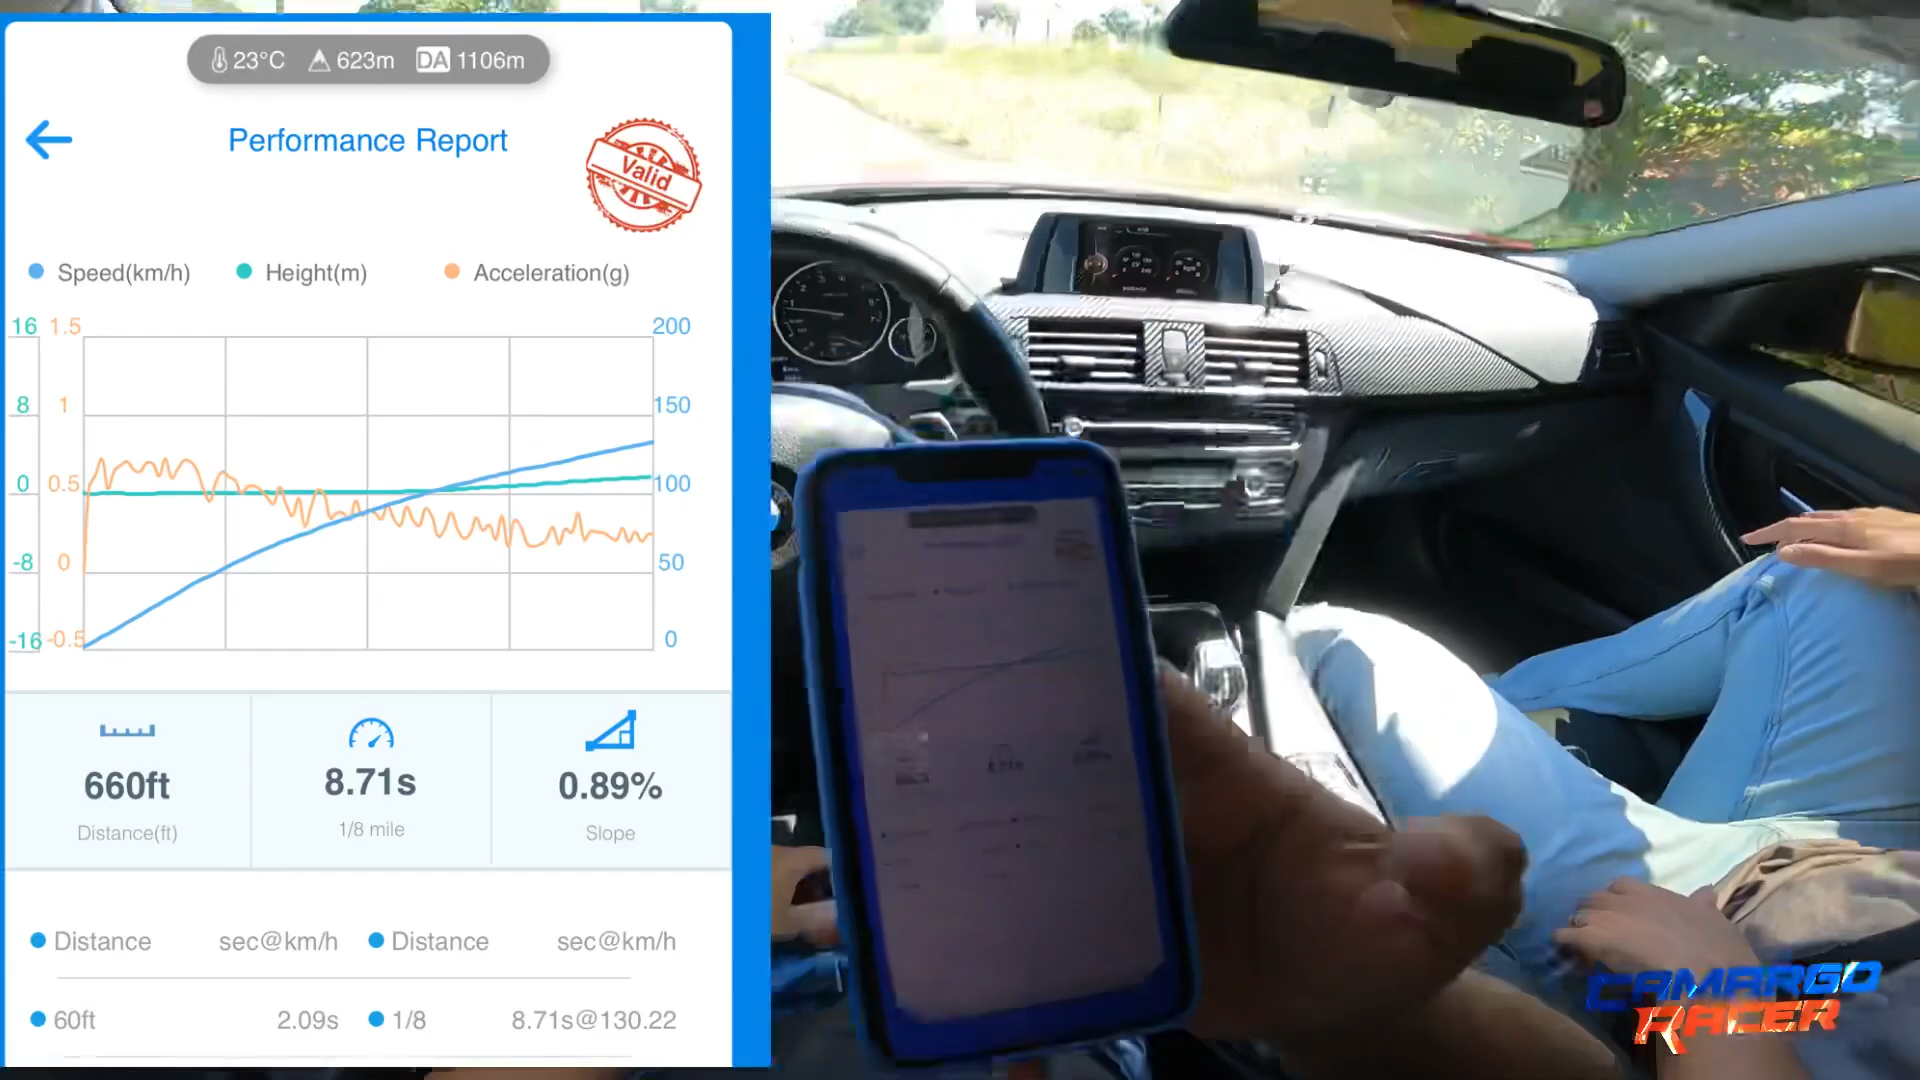 23°C 623m DA 1106m
Performance Report
Valid
Speed(km/h) Height(m) Acceleration(g)
16 1.5 200
8 1 150
0 0.5 100
-8 0 50
-16 -0.5 0
660ft 8.71s 0.89%
Distance(ft) 1/8 mile Slope
Distance sec@km/h Distance sec@km/h
60ft 2.09s 1/8 8.71s@130.22
CAMARGO
RACER